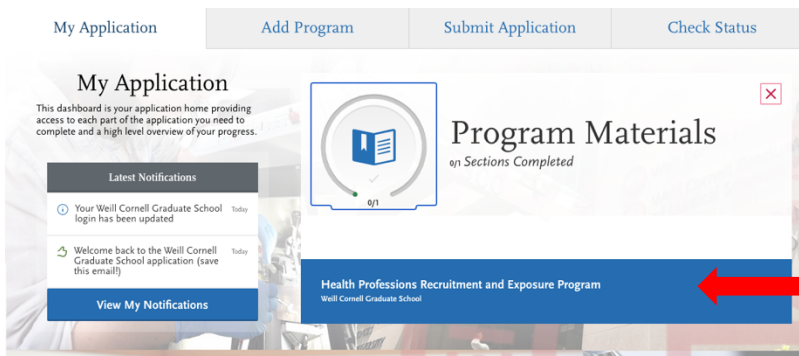 My Application
Add Program
Submit Application
Check Status
My Application
This dashboard is your application home providing
access to each part of the application you need to
complete and a high level overview of your progress.
Latest Notifications
Your Weill Cornell Graduate School
login has been updated
Today
Welcome back to the Weill Cornell
Graduate School application (save
this email!)
Today
View My Notifications
0/1
Program Materials
0/1 Sections Completed
Health Professions Recruitment and Exposure Program
Weill Cornell Graduate School